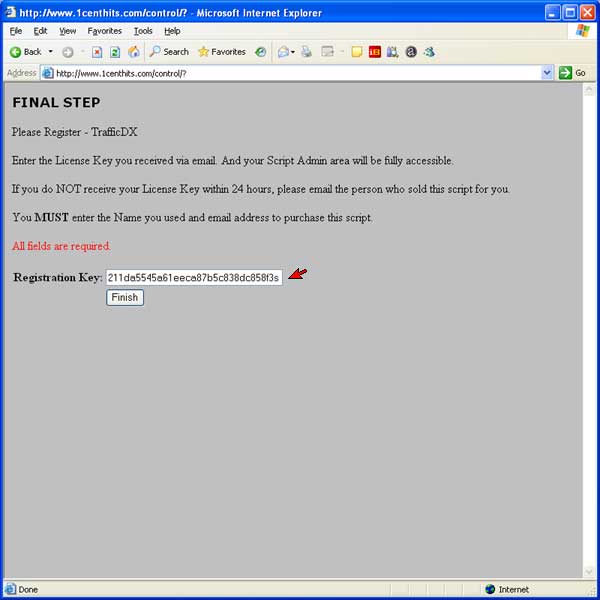 http://www.1centhits.com/control/? - Microsoft Internet Explorer
File Edit View Favorites Tools Help
Back Search Favorites
Address http://www.1centhits.com/control/? Go
FINAL STEP
Please Register - TrafficDX
Enter the License Key you received via email. And your Script Admin area will be fully accessible.
If you do NOT receive your License Key within 24 hours, please email the person who sold this script for you.
You MUST enter the Name you used and email address to purchase this script.
All fields are required.
Registration Key: 211da5545a61eeca87b5c838dc858f3s
Finish
Done Internet